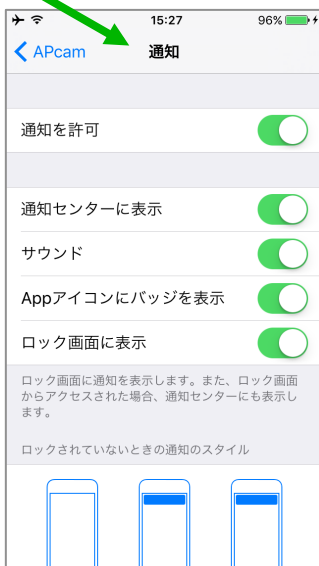 15:27 96%
APcam 通知
通知を許可
通知センターに表示
サウンド
Appアイコンにバッジを表示
ロック画面に表示
ロック画面に通知を表示します。また、ロック画面
からアクセスされた場合、通知センターにも表示し
ます。
ロックされていないときの通知のスタイル